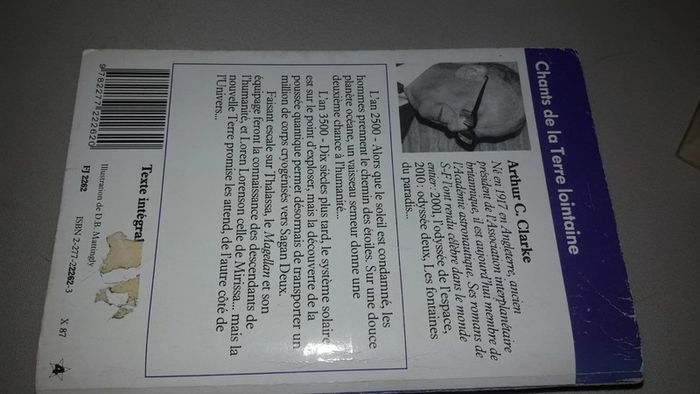 Chants de la Terre lointaine
Arthur C. Clarke
Né en 1917 en Angleterre, ancien
président de l'Asociation interplanétaire
britannique, il est aujourd'hui membre de
l'Académie astronautique. Ses romans de
S-F l'ont rendu célèbre dans le monde
entier : 2001, l'odyssée de l'espace,
2010 : odyssée deux, Les fontaines
du paradis...
L'an 2500 - Alors que le soleil est condamné, les
hommes prennent le chemin des étoiles. Sur une douce
planète océane, un vaisseau semeur donne une
deuxième chance à l'humanité...
L'an 3500 - Dix siècles plus tard, le système solaire
est sur le point d'exploser, mais la découverte de la
poussée quantique permet désormais de transporter un
million de corps cryogénisés vers Sagan Deux.
Faisant escale sur Thalassa, le Magellan et son
équipage feront la connaissance des descendants de
l'humanité, et Loren Lorenson celle de Mirissa... mais la
nouvelle Terre promise les attend, de l'autre côté de
l'Univers...
9782277222620
Texte intégral
Illustration de D.B. Mattingly
FJ 2262
ISBN 2-277-22262-3
X 87
4